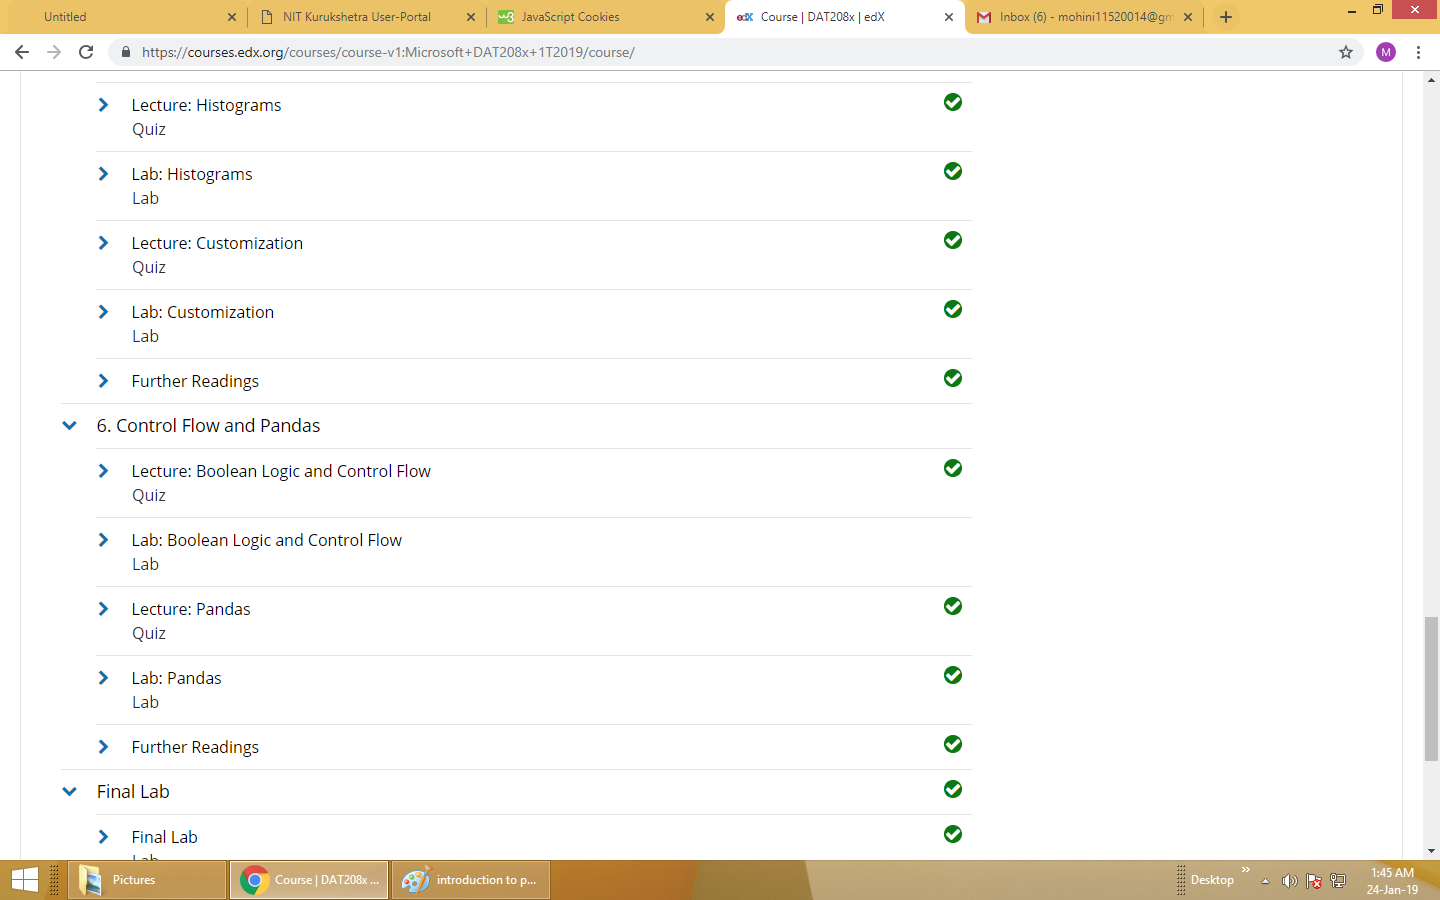 Untitled
NIT Kurukshetra User-Portal
JavaScript Cookies
edX Course | DAT208x | edX
Inbox (6) - mohini11520014@gm
https://courses.edx.org/courses/course-v1:Microsoft+DAT208x+1T2019/course/
M
Lecture: Histograms
Quiz
Lab: Histograms
Lab
Lecture: Customization
Quiz
Lab: Customization
Lab
Further Readings
6. Control Flow and Pandas
Lecture: Boolean Logic and Control Flow
Quiz
Lab: Boolean Logic and Control Flow
Lab
Lecture: Pandas
Quiz
Lab: Pandas
Lab
Further Readings
Final Lab
Final Lab
Lab
Pictures
Course | DAT208x ...
introduction to p...
Desktop
1:45 AM
24-Jan-19